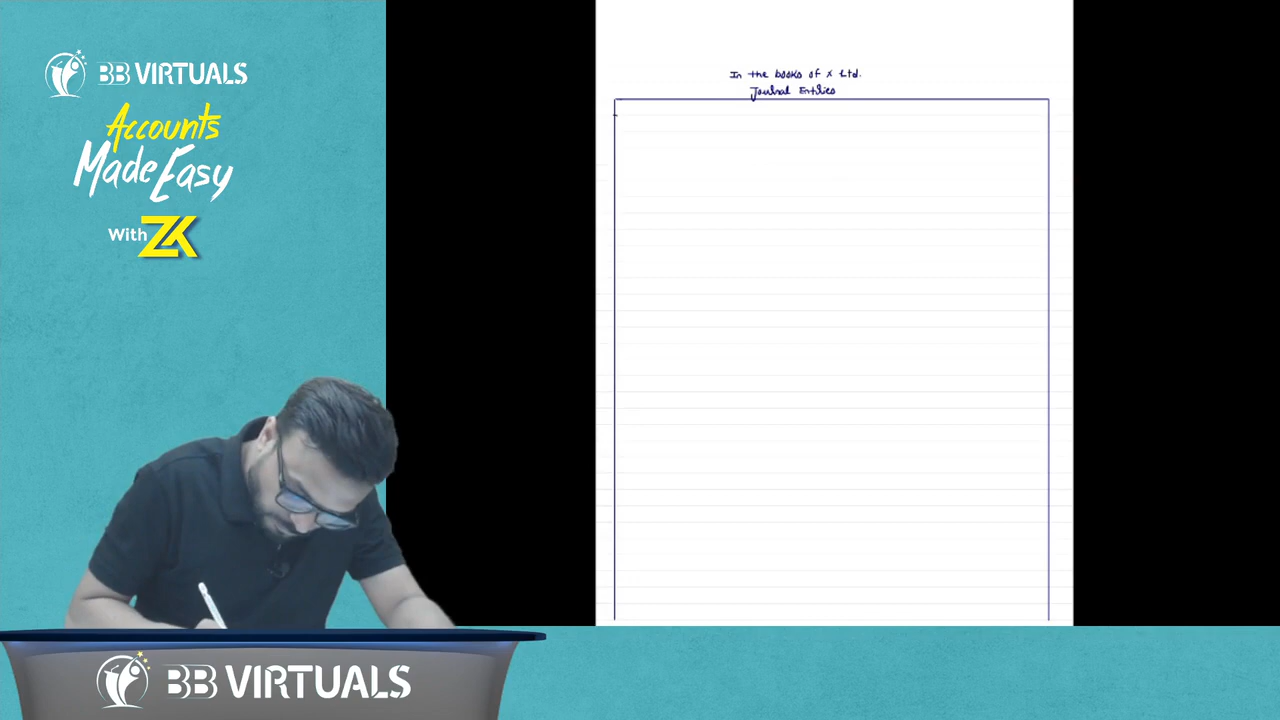 BB VIRTUALS
Accounts
Made Easy
With ZK
In the books of X Ltd.
Journal Entries
BB VIRTUALS